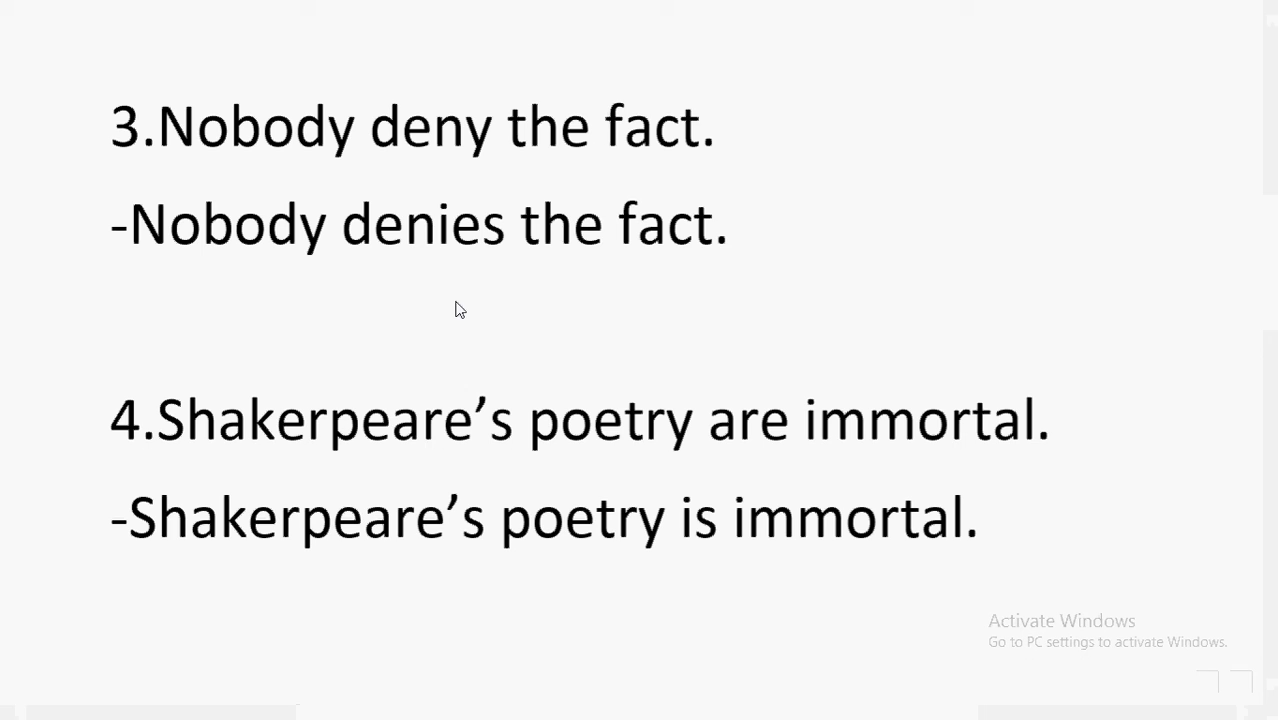 3.Nobody deny the fact.
-Nobody denies the fact.
4.Shakerpeare’s poetry are immortal.
-Shakerpeare’s poetry is immortal.
Activate Windows
Go to PC settings to activate Windows.